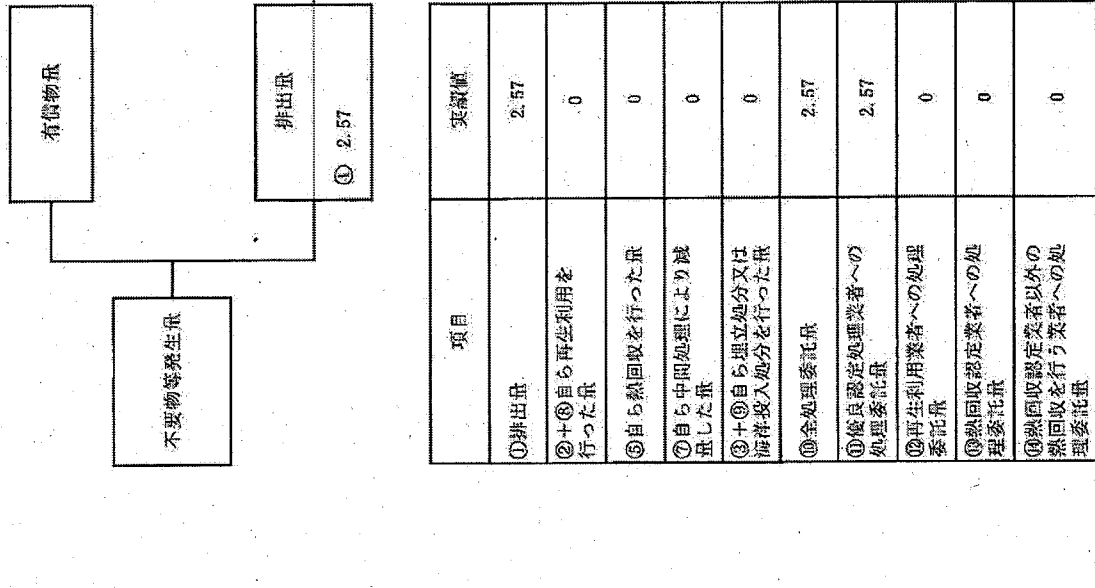 不要物等発生量
有償物量
排出量
① 2.57
項目
実績値
①排出量
2.57
②+⑧自ら再生利用を
行った量
0
⑤自ら熱回収を行った量
0
⑦自ら中間処理により減
量した量
0
③+⑨自ら埋立処分又は
海洋投入処分を行った量
0
⑩全処理委託量
2.57
⑪優良認定処理業者への
処理委託量
2.57
⑫再生利用業者への処理
委託量
0
⑬熱回収認定業者への処
理委託量
0
⑭熱回収認定業者以外の
熱回収を行う業者への処
理委託量
0